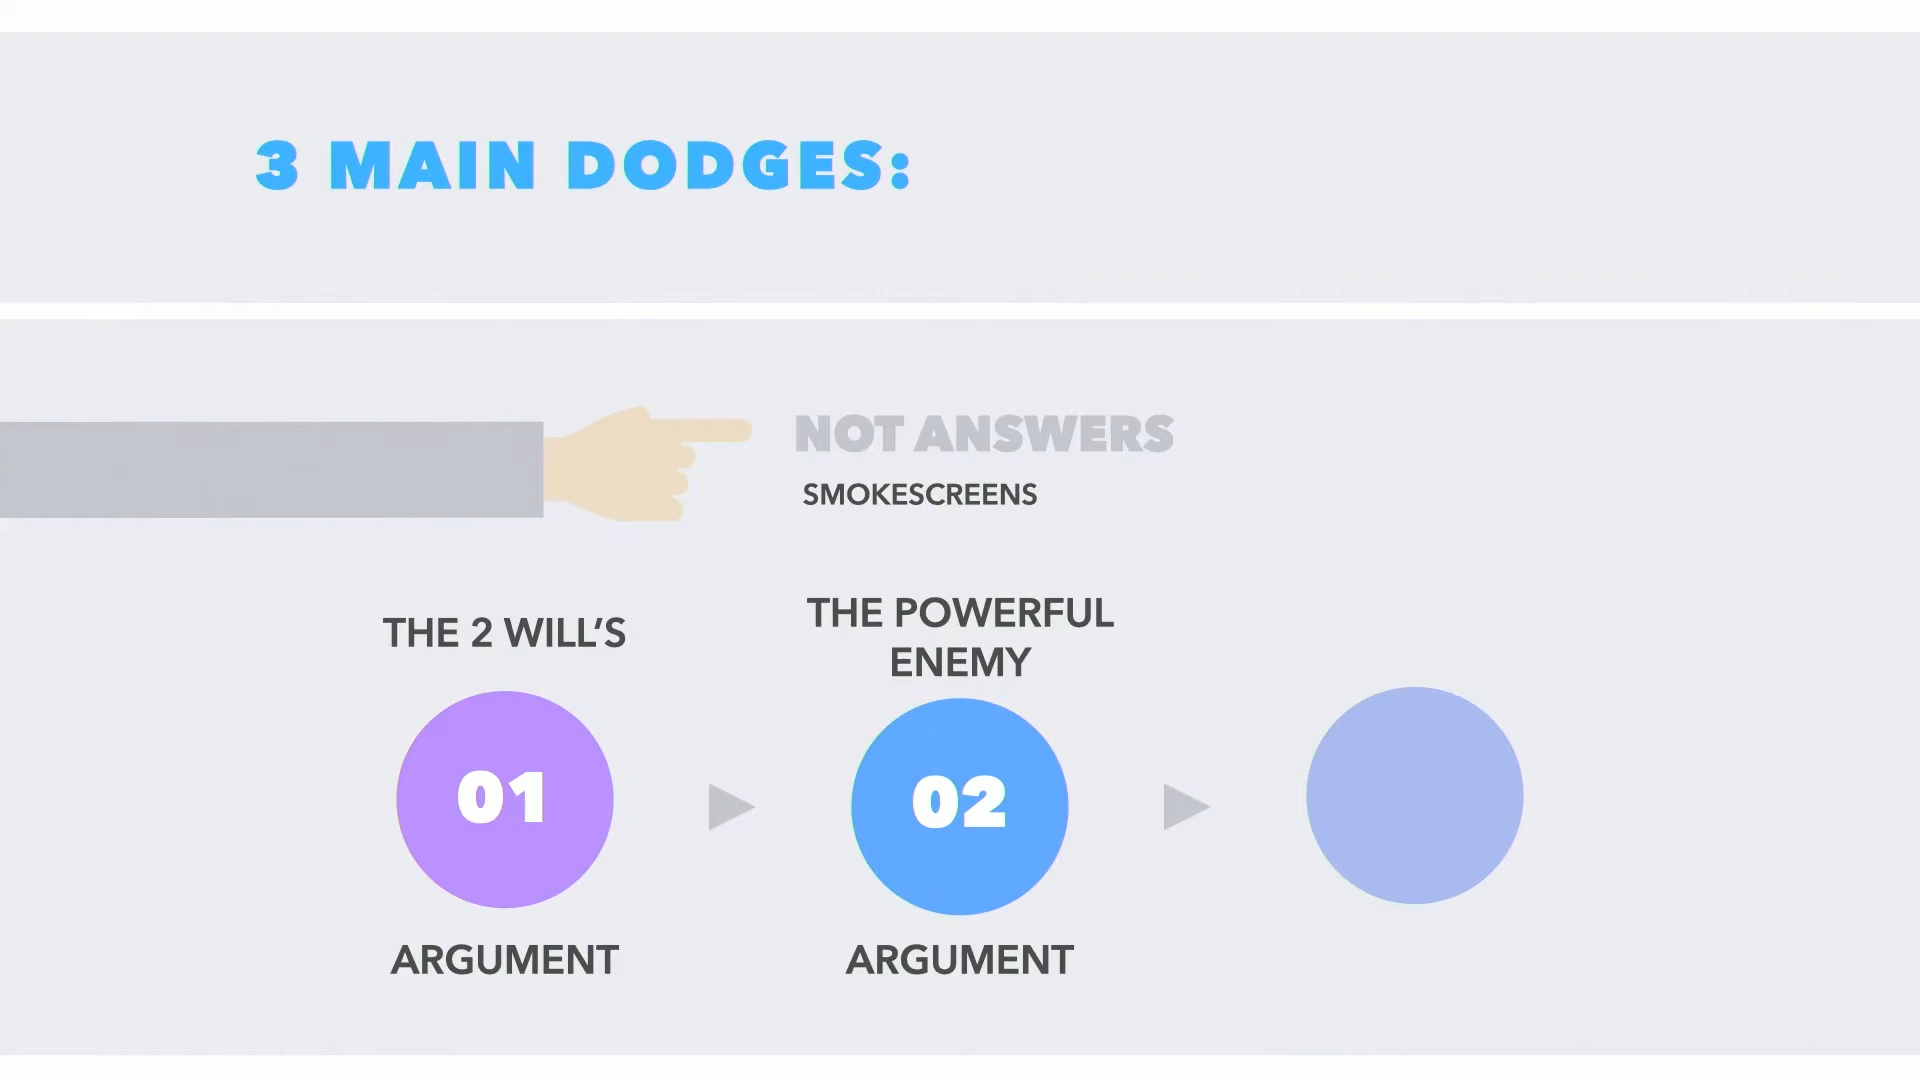 3 MAIN DODGES:
NOT ANSWERS
SMOKESCREENS
THE 2 WILL’S
01
ARGUMENT
THE POWERFUL
ENEMY
02
ARGUMENT